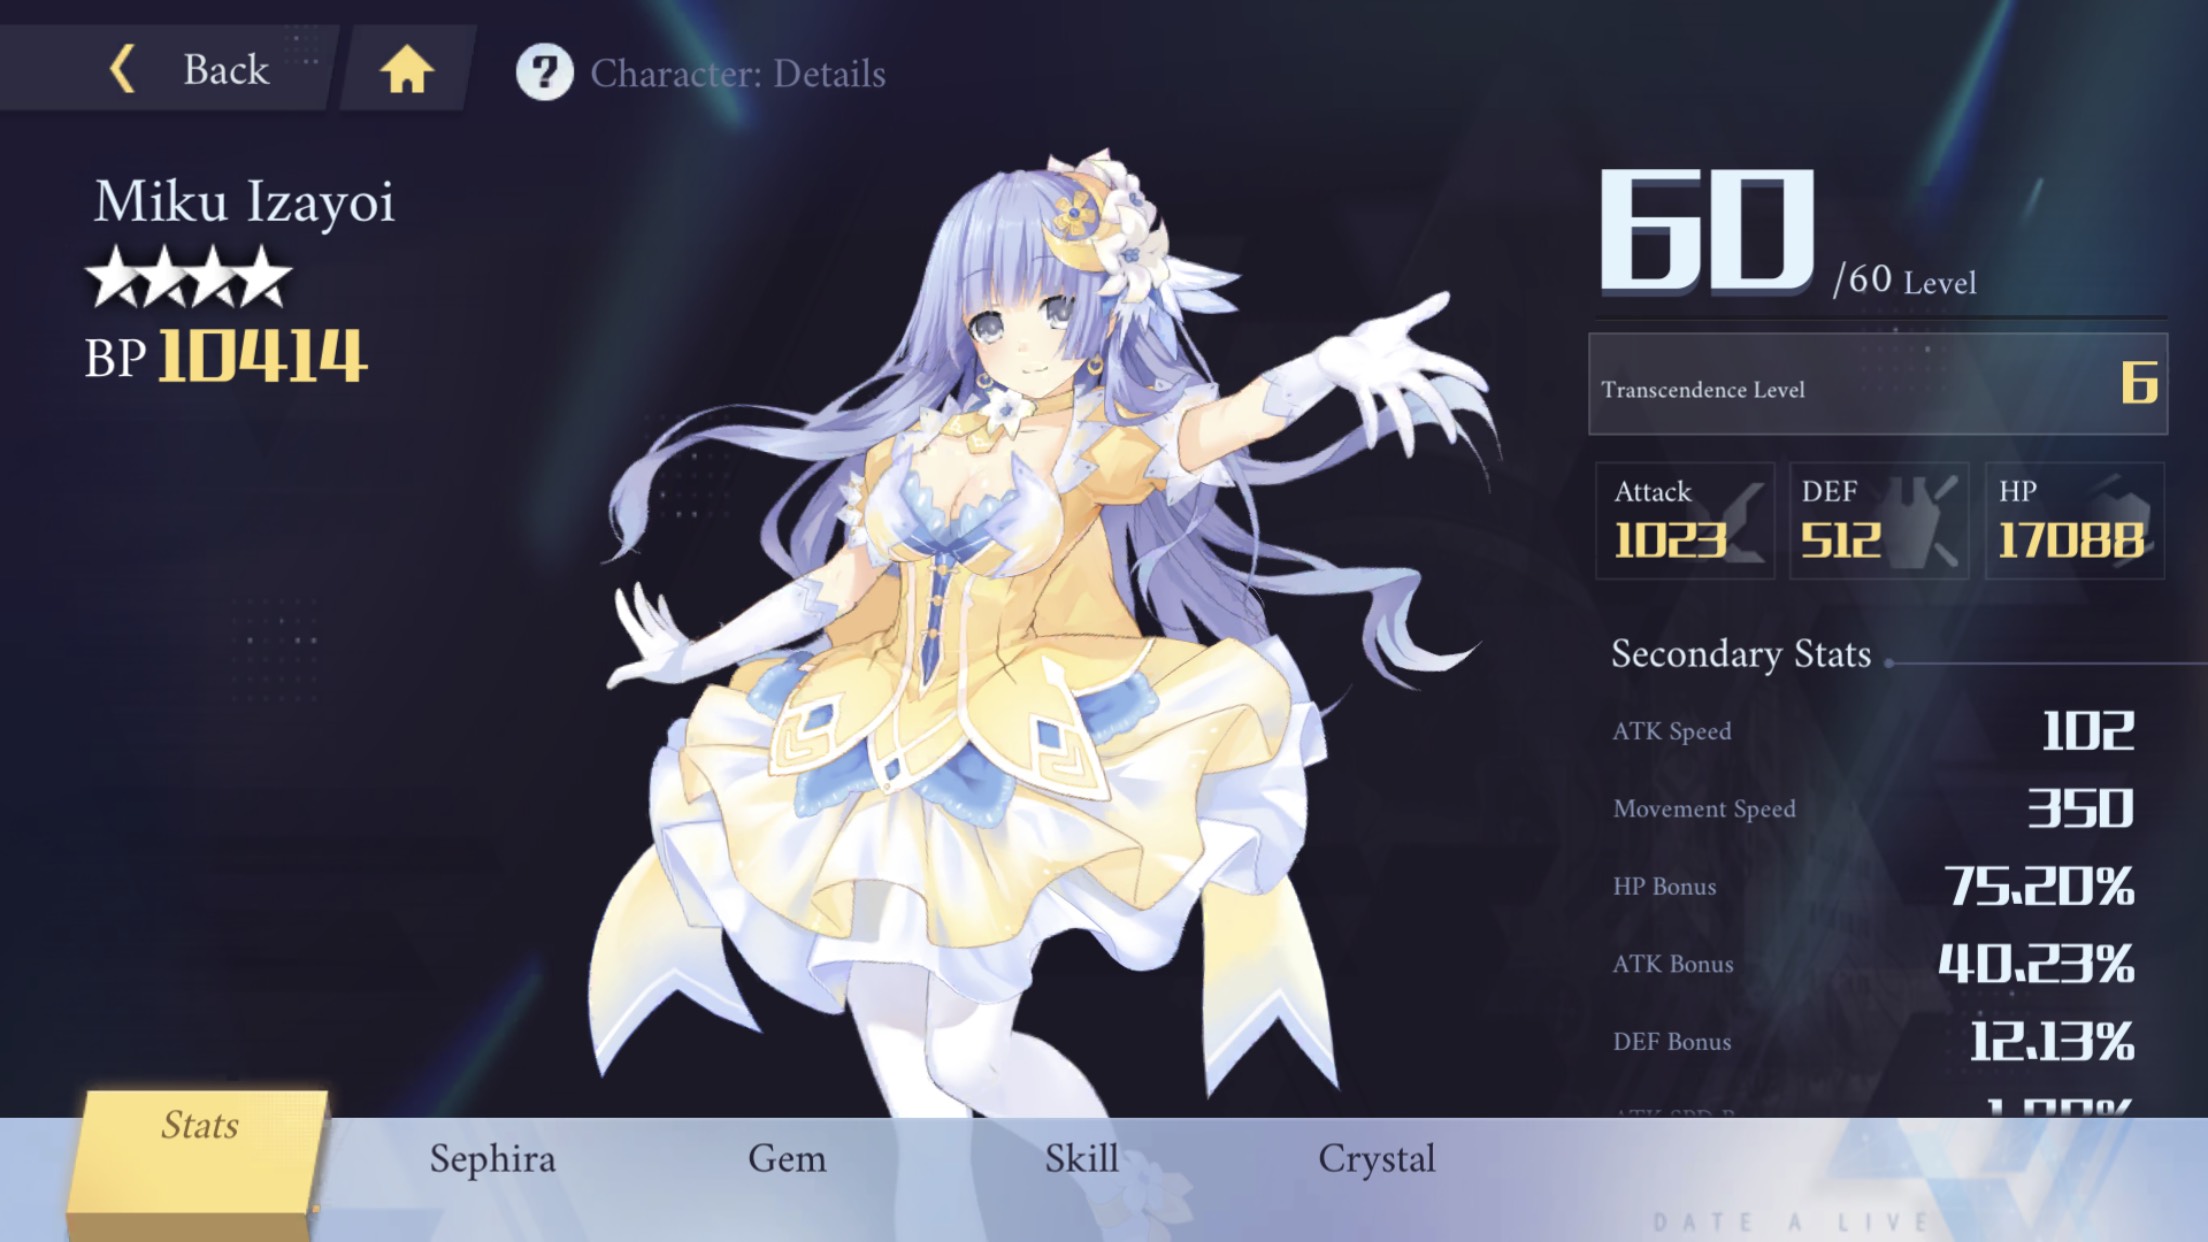 Back
? Character: Details
Miku Izayoi
BP 10414
60 /60 Level
Transcendence Level 6
Attack DEF HP
1023 512 17088
Secondary Stats
ATK Speed 102
Movement Speed 350
HP Bonus 75.20%
ATK Bonus 40.23%
DEF Bonus 12.13%
Stats
Sephira Gem Skill Crystal
DATE A LIVE